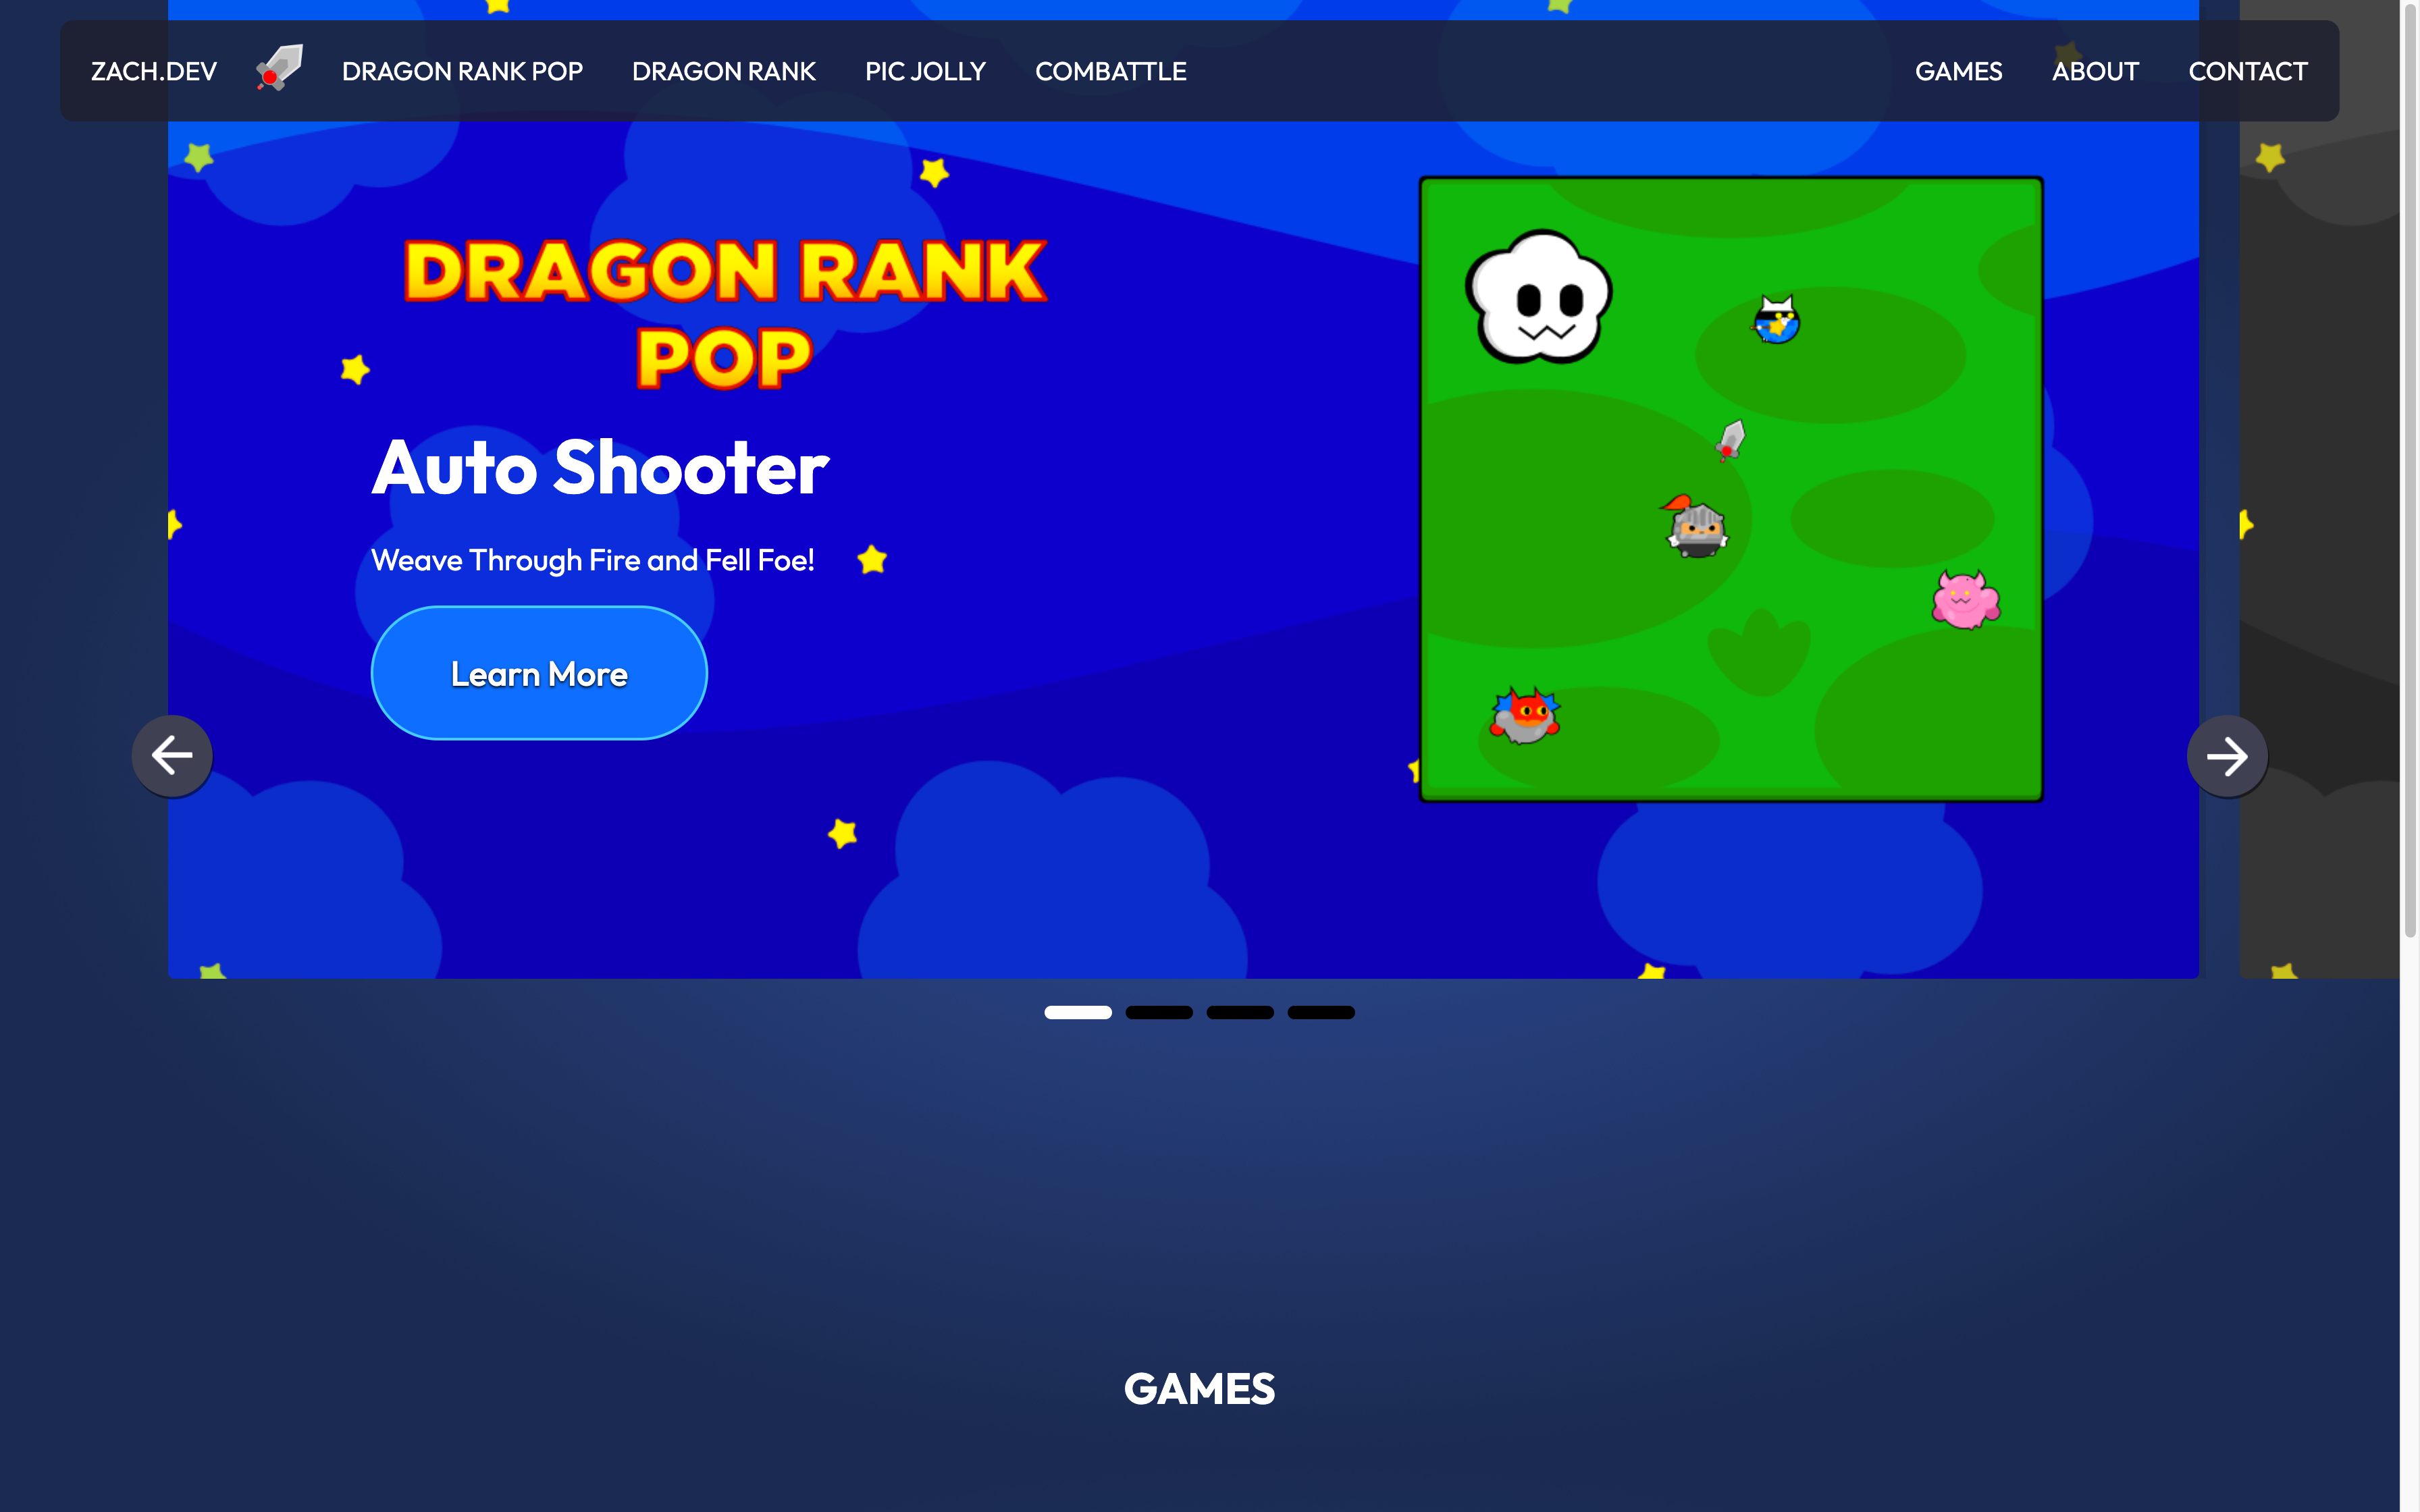 ZACH.DEV DRAGON RANK POP DRAGON RANK PIC JOLLY COMBATTLE GAMES ABOUT CONTACT
DRAGON RANK
POP
Auto Shooter
Weave Through Fire and Fell Foe!
Learn More
GAMES